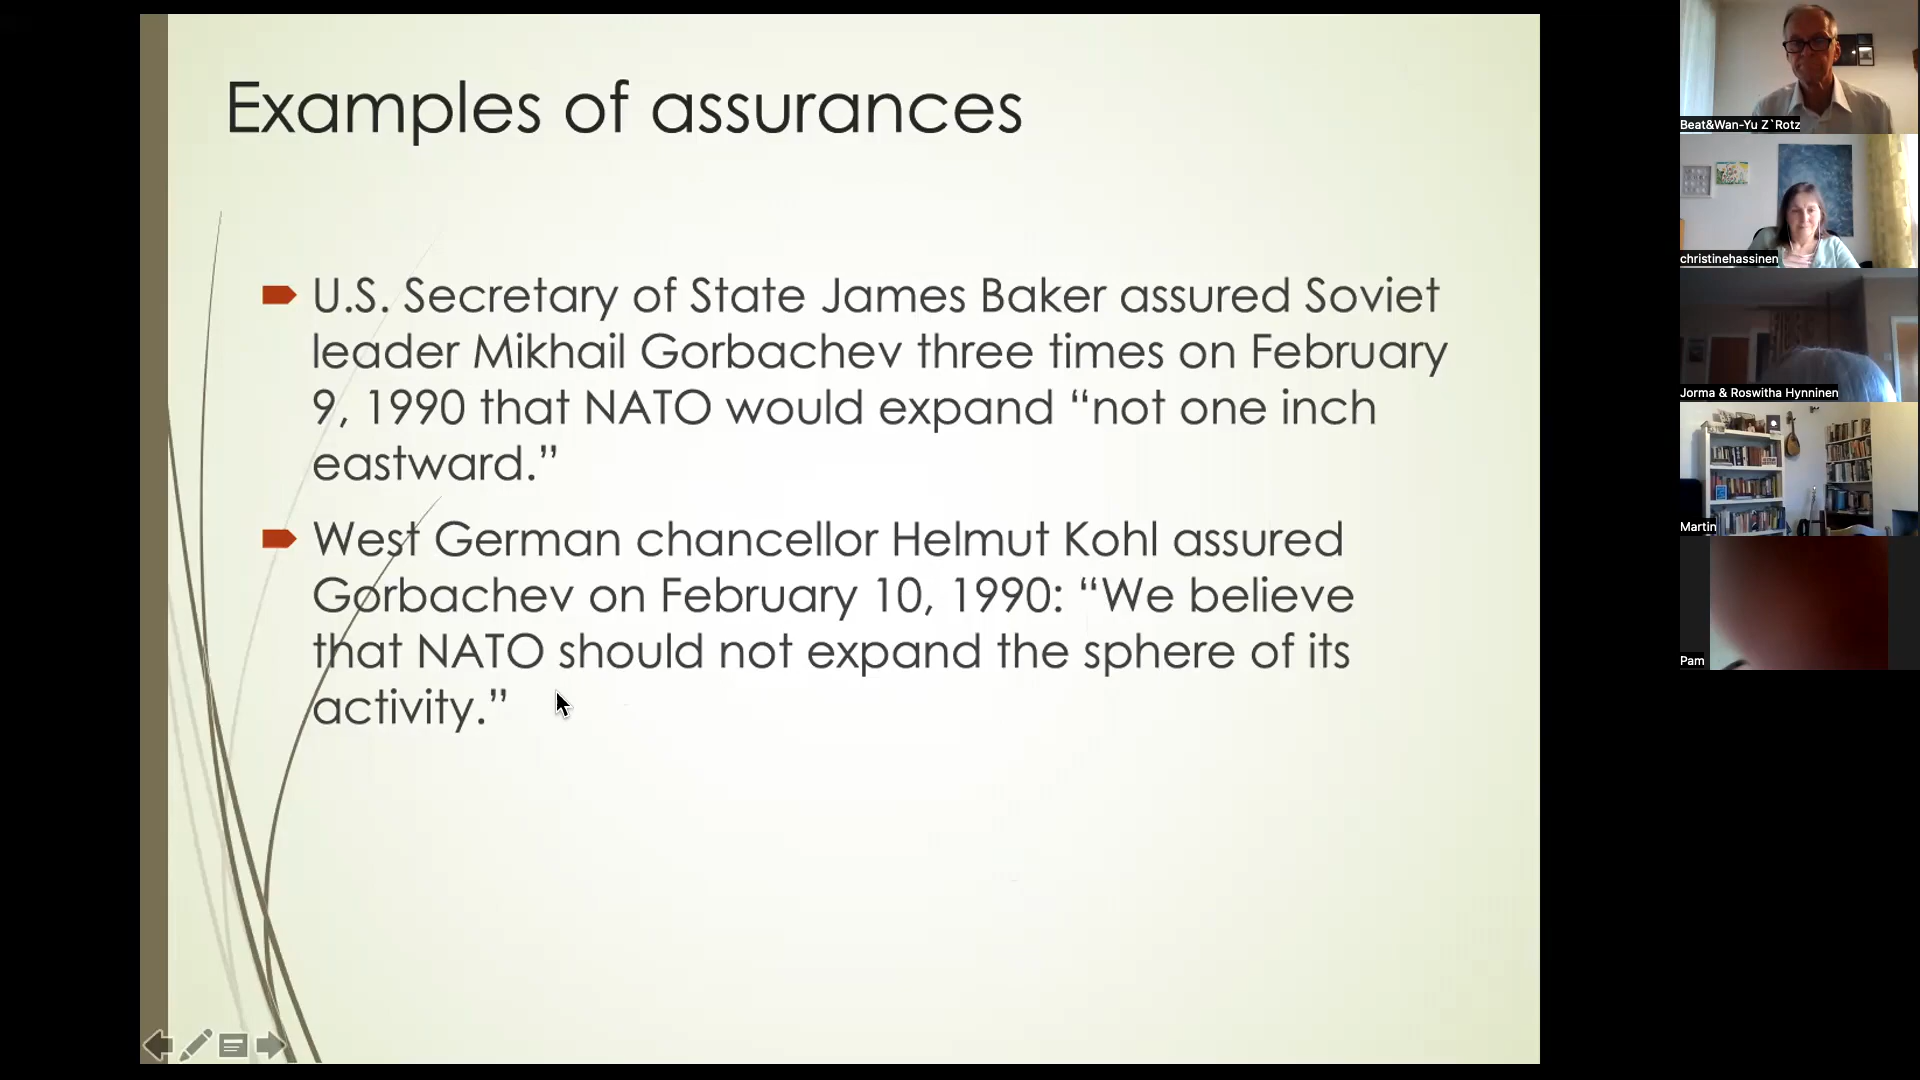 Examples of assurances
U.S. Secretary of State James Baker assured Soviet
leader Mikhail Gorbachev three times on February
9, 1990 that NATO would expand “not one inch
eastward.”
West German chancellor Helmut Kohl assured
Gorbachev on February 10, 1990: “We believe
that NATO should not expand the sphere of its
activity.”
Beat&Wan-Yu Z`Rotz
christinehassinen
Jorma & Roswitha Hynninen
Martin
Pam